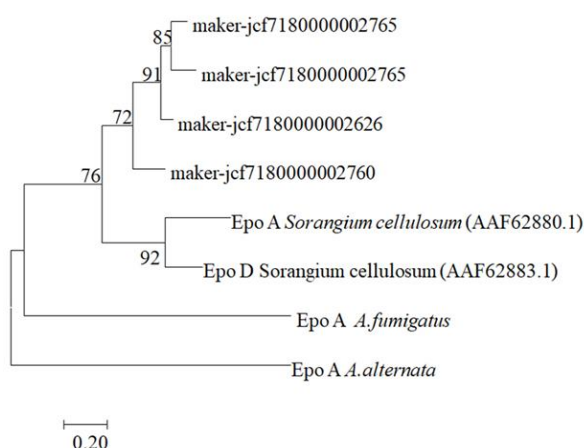 maker-jcf7180000002765
85
maker-jcf7180000002765
91
maker-jcf7180000002626
72
maker-jcf7180000002760
76
Epo A Sorangium cellulosum (AAF62880.1)
92
Epo D Sorangium cellulosum (AAF62883.1)
Epo A A.fumigatus
Epo A A.alternata
0.20